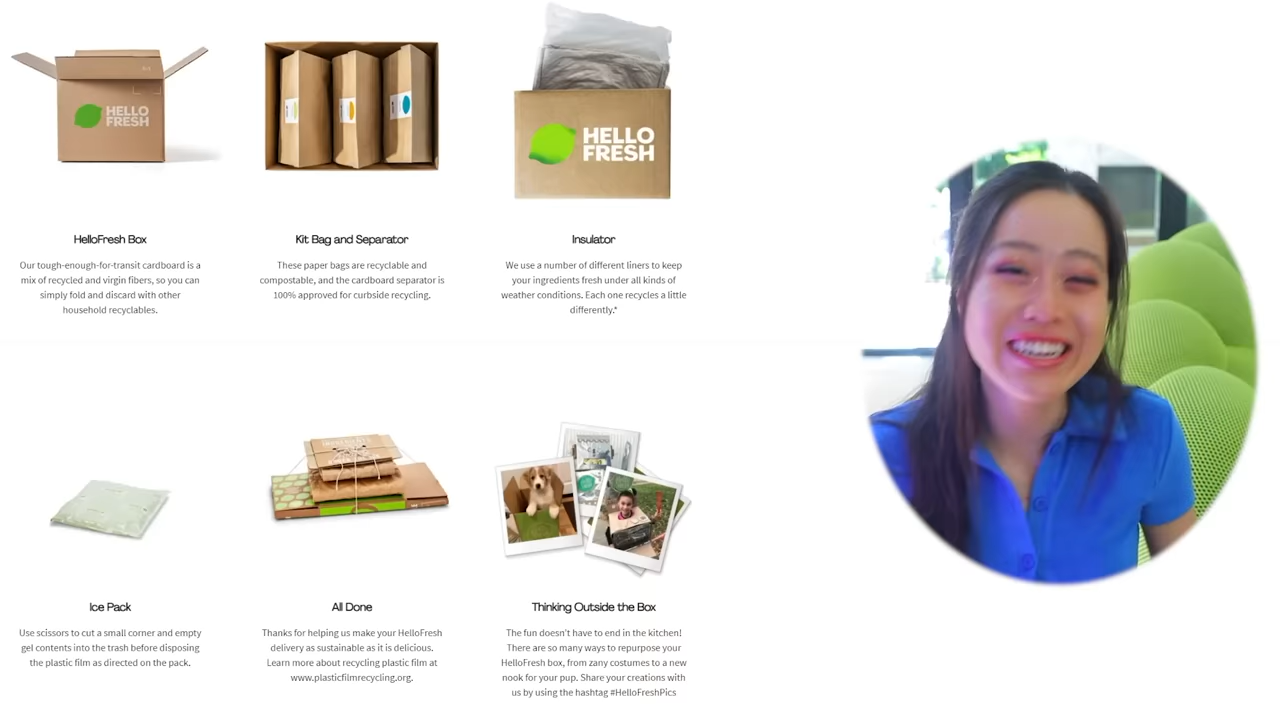 HELLO
FRESH
HELLO
FRESH
HelloFresh Box
Our tough-enough-for-transit cardboard is a
mix of recycled and virgin fibers, so you can
simply fold and discard with other
household recyclables.
Kit Bag and Separator
These paper bags are recyclable and
compostable, and the cardboard separator is
100% approved for curbside recycling.
Insulator
We use a number of different liners to keep
your ingredients fresh under all kinds of
weather conditions. Each one recycles a little
differently.*
Ice Pack
Use scissors to cut a small corner and empty
gel contents into the trash before disposing
the plastic film as directed on the pack.
All Done
Thanks for helping us make your HelloFresh
delivery as sustainable as it is delicious.
Learn more about recycling plastic film at
www.plasticfilmrecycling.org.
Thinking Outside the Box
The fun doesn't have to end in the kitchen!
There are so many ways to repurpose your
HelloFresh box, from zany costumes to a new
nook for your pup. Share your creations with
us by using the hashtag #HelloFreshPics